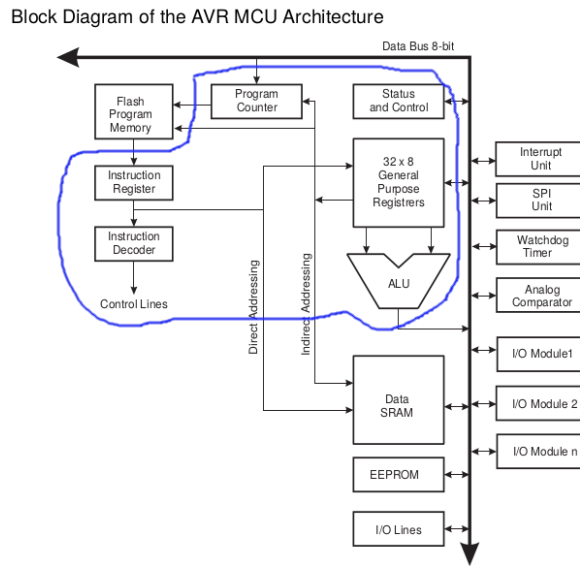 Block Diagram of the AVR MCU Architecture
Data Bus 8-bit
Flash
Program
Memory
Program
Counter
Status
and Control
Instruction
Register
32 x 8
General
Purpose
Registrers
Interrupt
Unit
SPI
Unit
Instruction
Decoder
Watchdog
Timer
ALU
Analog
Comparator
Control Lines
Direct Addressing
Indirect Addressing
I/O Module1
Data
SRAM
I/O Module 2
I/O Module n
EEPROM
I/O Lines